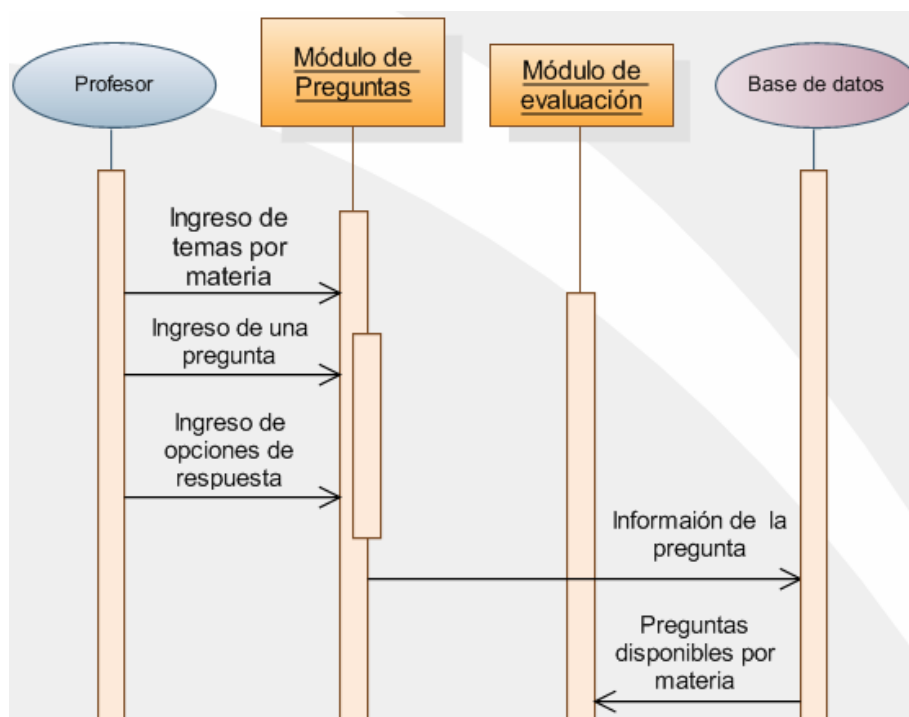 Profesor
Módulo de
Preguntas
Módulo de
evaluación
Base de datos
Ingreso de
temas por
materia
Ingreso de una
pregunta
Ingreso de
opciones de
respuesta
Informaión de la
pregunta
Preguntas
disponibles por
materia